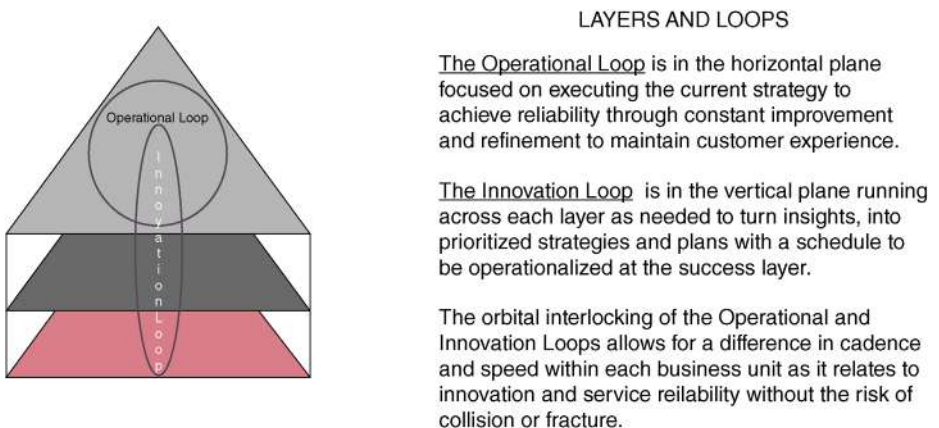 LAYERS AND LOOPS
The Operational Loop is in the horizontal plane
focused on executing the current strategy to
achieve reliability through constant improvement
and refinement to maintain customer experience.
The Innovation Loop is in the vertical plane running
across each layer as needed to turn insights, into
prioritized strategies and plans with a schedule to
be operationalized at the success layer.
The orbital interlocking of the Operational and
Innovation Loops allows for a difference in cadence
and speed within each business unit as it relates to
innovation and service reilability without the risk of
collision or fracture.
Operational Loop
Innovation Loop